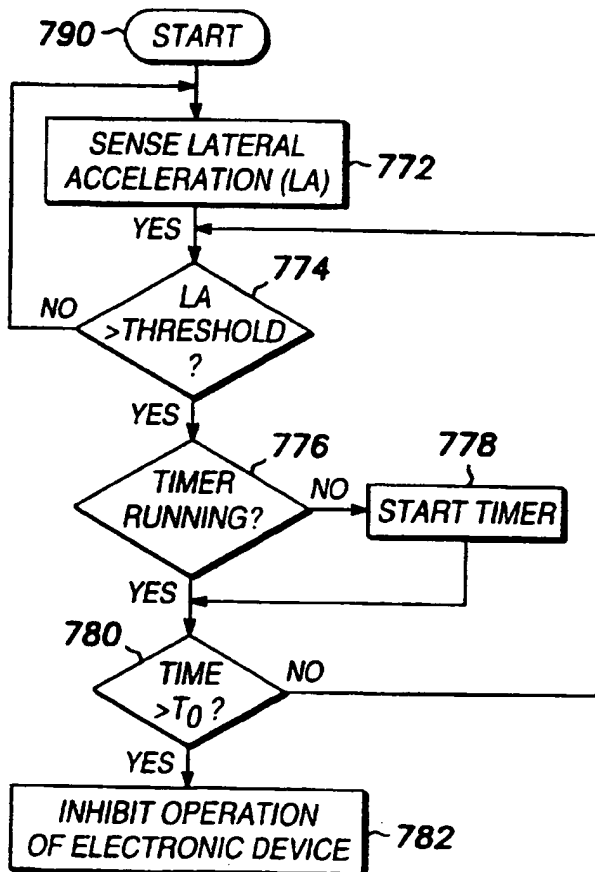 790
START
SENSE LATERAL
ACCELERATION (LA)
772
YES
774
NO
LA
>THRESHOLD
?
YES
776
778
TIMER
RUNNING?
NO
START TIMER
YES
780
TIME
>T0 ?
NO
YES
INHIBIT OPERATION
OF ELECTRONIC DEVICE
782